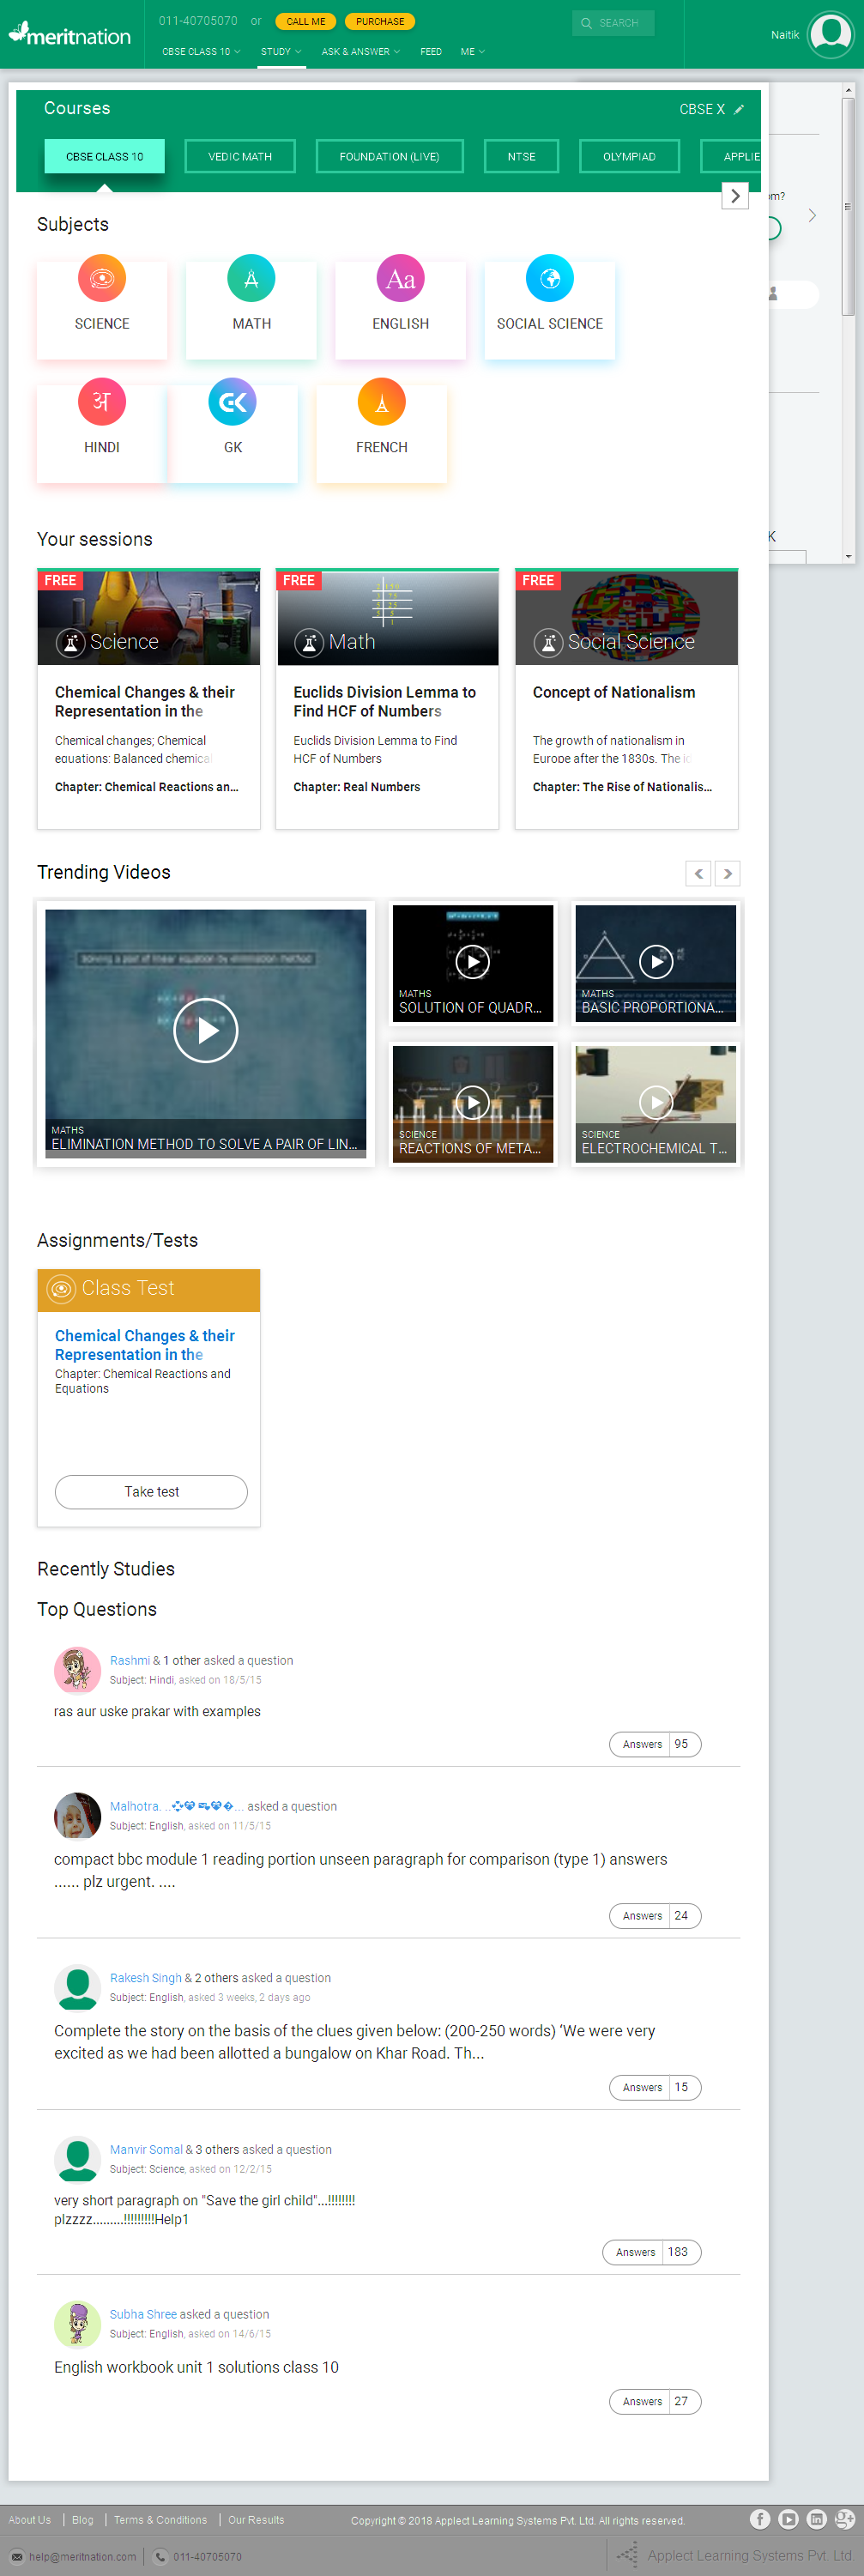 meritnation
011-40705070 or CALL ME PURCHASE
SEARCH
Naitik
CBSE CLASS 10 STUDY ASK & ANSWER FEED ME
Courses
CBSE X
CBSE CLASS 10 VEDIC MATH FOUNDATION (LIVE) NTSE OLYMPIAD APPLIE
om?
Subjects
Aa
SCIENCE MATH ENGLISH SOCIAL SCIENCE
अ GK
HINDI GK FRENCH
K
Your sessions
FREE FREE FREE
Science Math Social Science
Chemical Changes & their
Representation in the
Chemical changes; Chemical
equations: Balanced chemical
Chapter: Chemical Reactions an...
Euclids Division Lemma to
Find HCF of Numbers
Euclids Division Lemma to Find
HCF of Numbers
Chapter: Real Numbers
Concept of Nationalism
The growth of nationalism in
Europe after the 1830s. The ic
Chapter: The Rise of Nationalis...
Trending Videos
Solving a pair of linear equation by elimination method
MATHS
ELIMINATION METHOD TO SOLVE A PAIR OF LIN...
MATHS
SOLUTION OF QUADR...
MATHS
BASIC PROPORTIONA...
SCIENCE
REACTIONS OF META...
SCIENCE
ELECTROCHEMICAL T...
Assignments/Tests
Class Test
Chemical Changes & their
Representation in the
Chapter: Chemical Reactions and
Equations
Take test
Recently Studies
Top Questions
Rashmi & 1 other asked a question
Subject: Hindi, asked on 18/5/15
ras aur uske prakar with examples
Answers 95
Malhotra. .. ... asked a question
Subject: English, asked on 11/5/15
compact bbc module 1 reading portion unseen paragraph for comparison (type 1) answers
...... plz urgent. ....
Answers 24
Rakesh Singh & 2 others asked a question
Subject: English, asked 3 weeks, 2 days ago
Complete the story on the basis of the clues given below: (200-250 words) 'We were very
excited as we had been allotted a bungalow on Khar Road. Th...
Answers 15
Manvir Somal & 3 others asked a question
Subject: Science, asked on 12/2/15
very short paragraph on "Save the girl child"...!!!!!!!!
plzzzz.........!!!!!!!!!Help1
Answers 183
Subha Shree asked a question
Subject: English, asked on 14/6/15
English workbook unit 1 solutions class 10
Answers 27
About Us Blog Terms & Conditions Our Results
Copyright © 2018 Applect Learning Systems Pvt. Ltd. All rights reserved.
help@meritnation.com 011-40705070
Applect Learning Systems Pvt. Ltd.